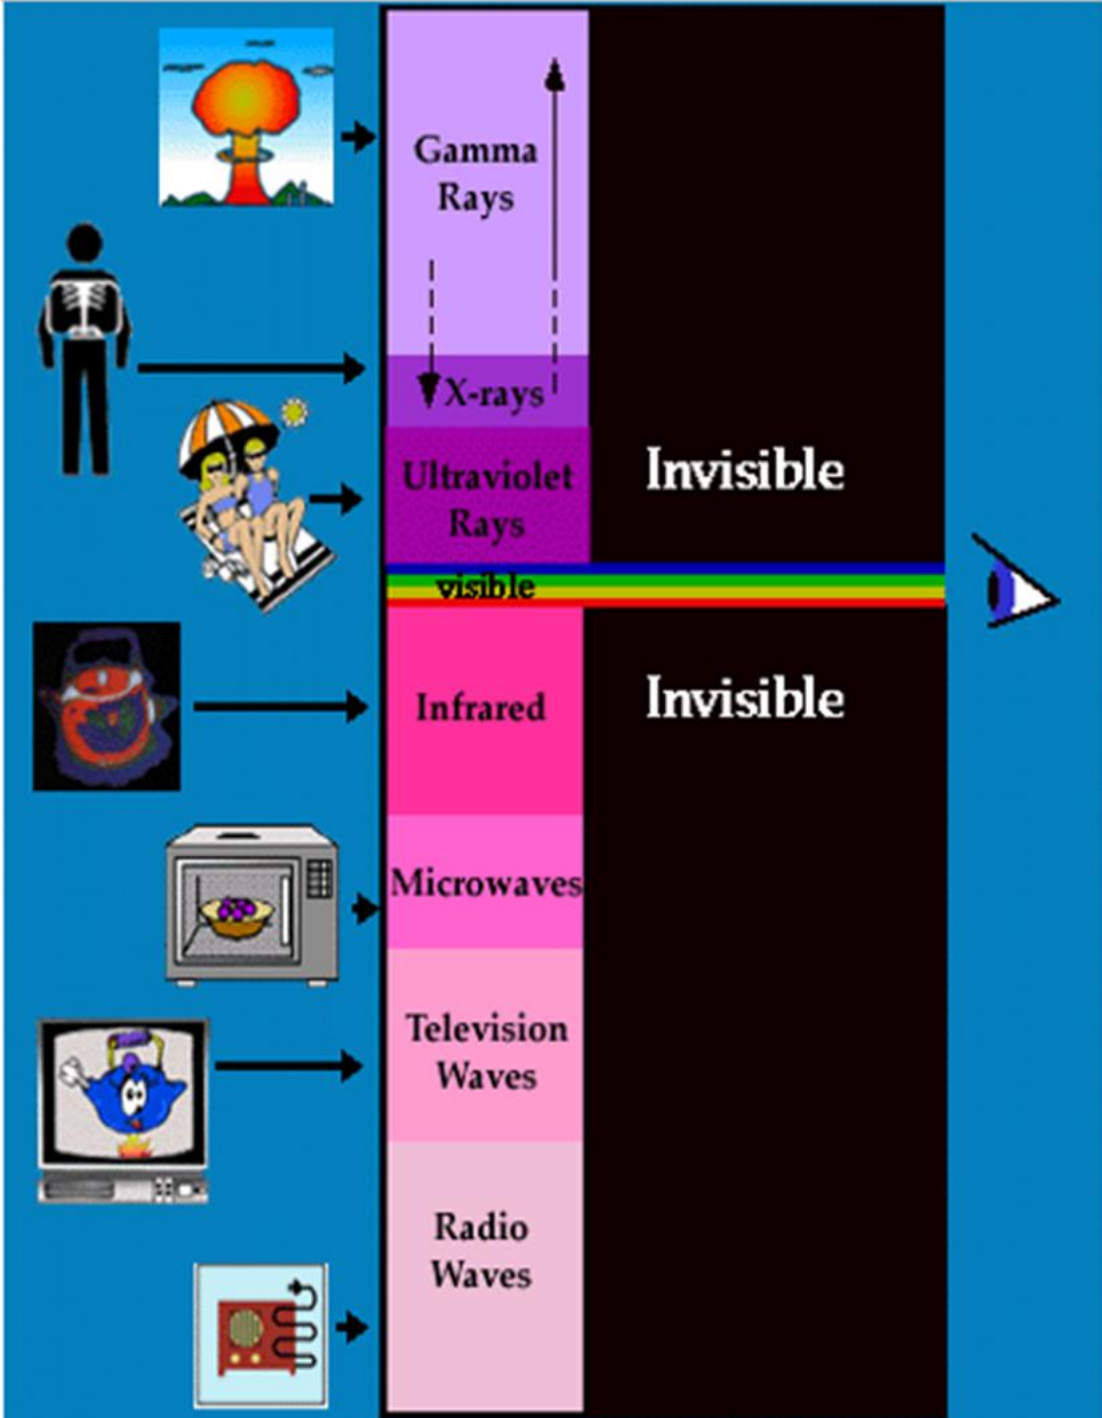 Gamma
Rays
X-rays
Ultraviolet
Rays
Invisible
visible
Infrared
Invisible
Microwaves
Television
Waves
Radio
Waves